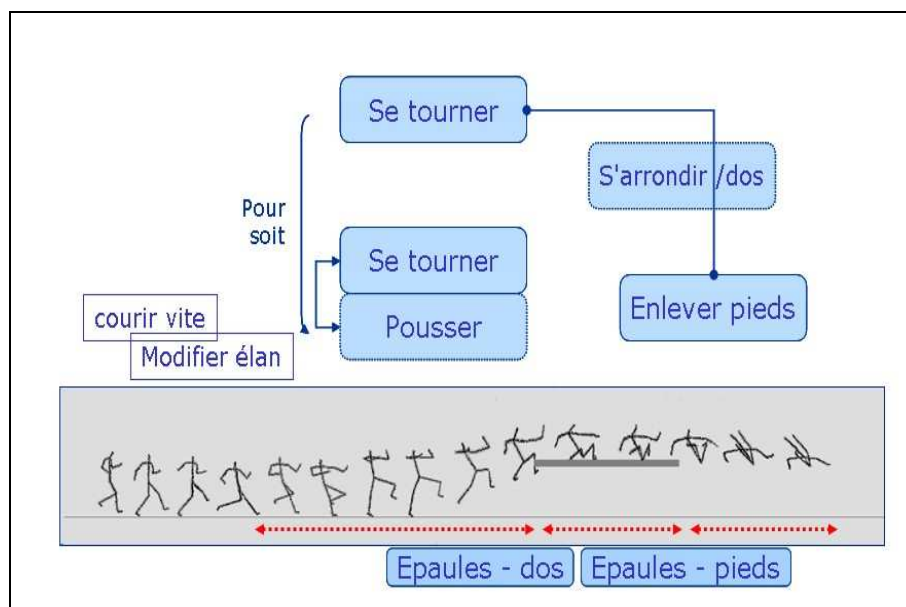 Se tourner
S'arrondir /dos
Pour
soit
Se tourner
Enlever pieds
courir vite
Pousser
Modifier élan
Epaules - dos
Epaules - pieds